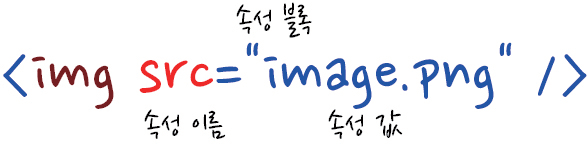 속성 블록
<img src="image.png" />
속성 이름 속성 값